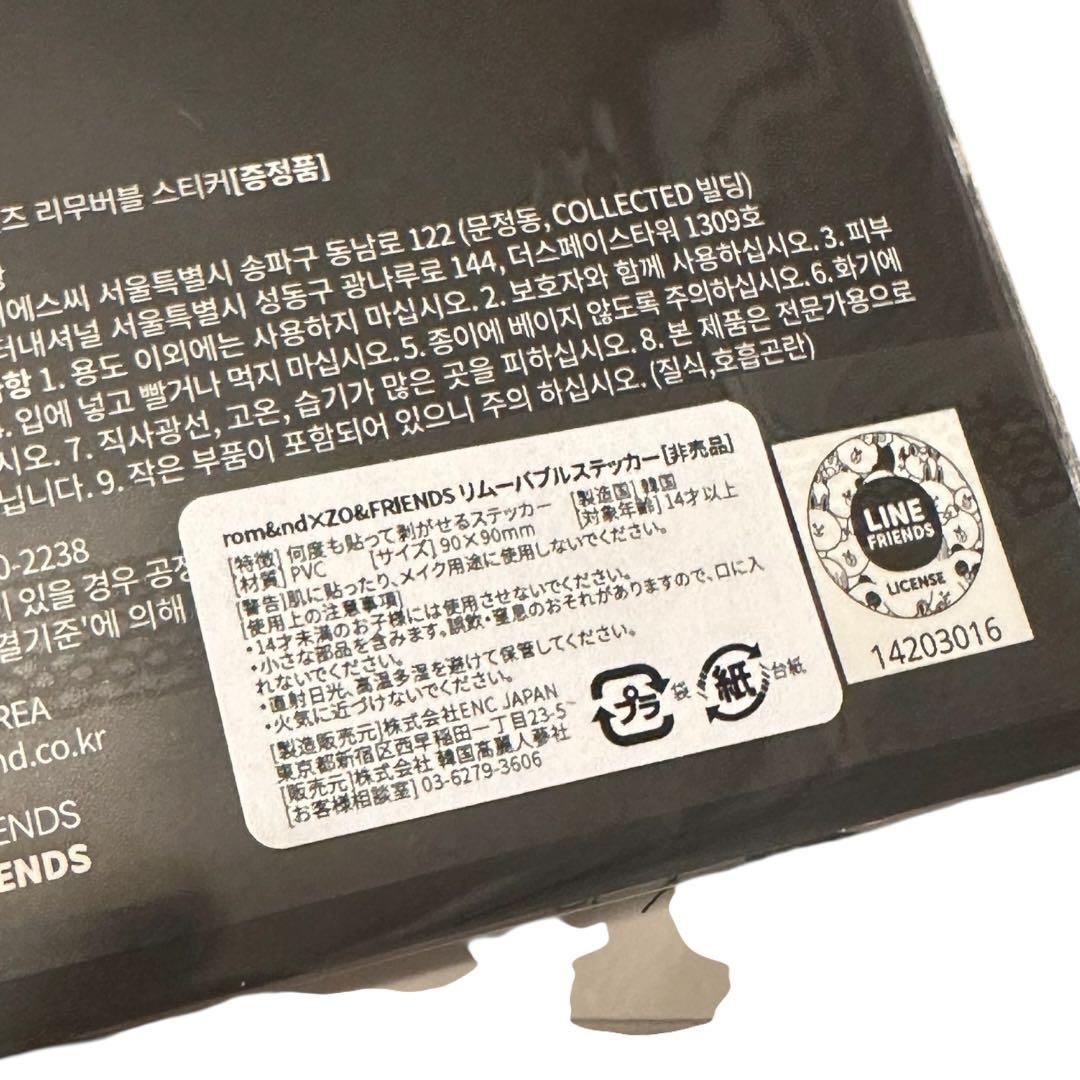 즈 리무버블 스티커[증정품]
에스씨 서울특별시 송파구 동남로 122 (문정동, COLLECTED 빌딩)
터내셔널 서울특별시 성동구 광나루로 144, 더스페이스타워 1309호
항 1. 용도 이외에는 사용하지 마십시오. 2. 보호자와 함께 사용하십시오. 3. 피부
입에 넣고 빨거나 먹지 마십시오. 5. 종이에 베이지 않도록 주의하십시오. 6. 화기에
시오. 7. 직사광선, 고온, 습기가 많은 곳을 피하십시오. 8. 본 제품은 전문가용으로
닙니다. 9. 작은 부품이 포함되어 있으니 주의 하십시오. (질식,호흡곤란)
0-2238
이 있을 경우 공정
결기준'에 의해
REA
nd.co.kr
ENDS
ENDS
rom&nd×ZO&FRIENDS リムーバブルステッカー[非売品]
[特徴] 何度も貼って剥がせるステッカー [製造国] 韓国
[材質] PVC [サイズ] 90×90mm [対象年齢] 14才以上
[警告]肌に貼ったり、メイク用途に使用しないでください。
[使用上の注意事項]
・14才未満のお子様には使用させないでください。
・小さな部品を含みます。誤飲・窒息のおそれがありますので、口に入
れないでください。
・直射日光、高温多湿を避けて保管してください。
・火気に近づけないでください。
[製造販売元]株式会社ENC JAPAN
東京都新宿区西早稲田一丁目23-5
[販売元]株式会社 韓国高麗人蔘社
[お客様相談室] 03-6279-3606
プラ 袋 紙 台紙
LINE
FRIENDS
LICENSE
14203016